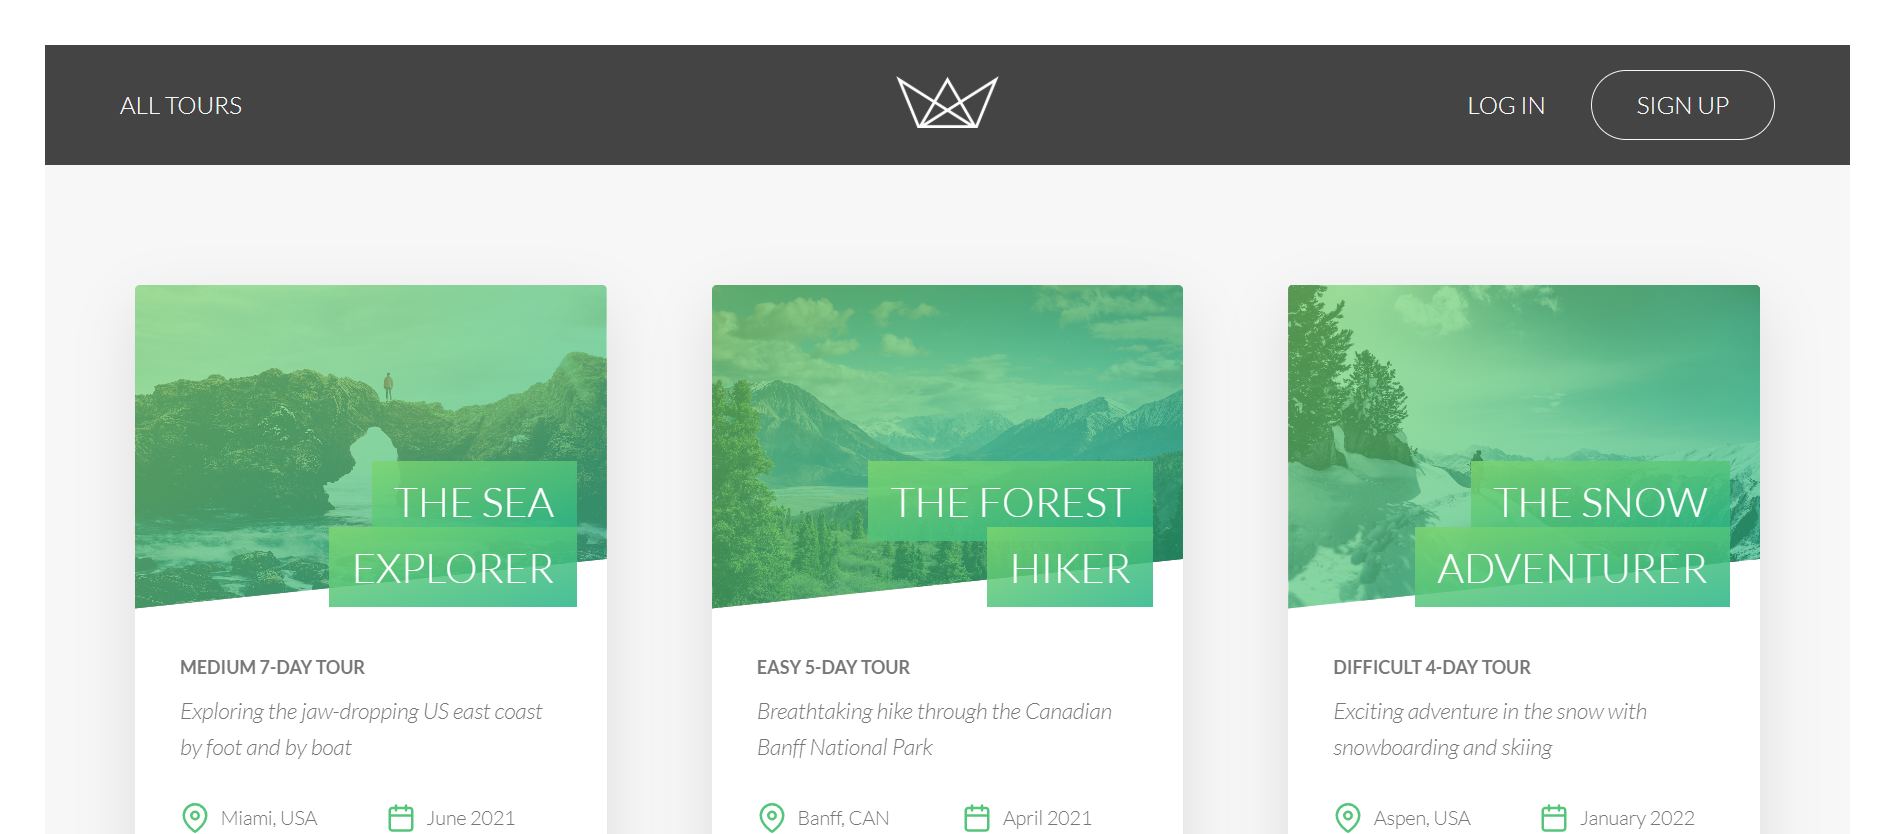 ALL TOURS
LOG IN
SIGN UP
THE SEA
EXPLORER
MEDIUM 7-DAY TOUR
Exploring the jaw-dropping US east coast
by foot and by boat
Miami, USA
June 2021
THE FOREST
HIKER
EASY 5-DAY TOUR
Breathtaking hike through the Canadian
Banff National Park
Banff, CAN
April 2021
THE SNOW
ADVENTURER
DIFFICULT 4-DAY TOUR
Exciting adventure in the snow with
snowboarding and skiing
Aspen, USA
January 2022